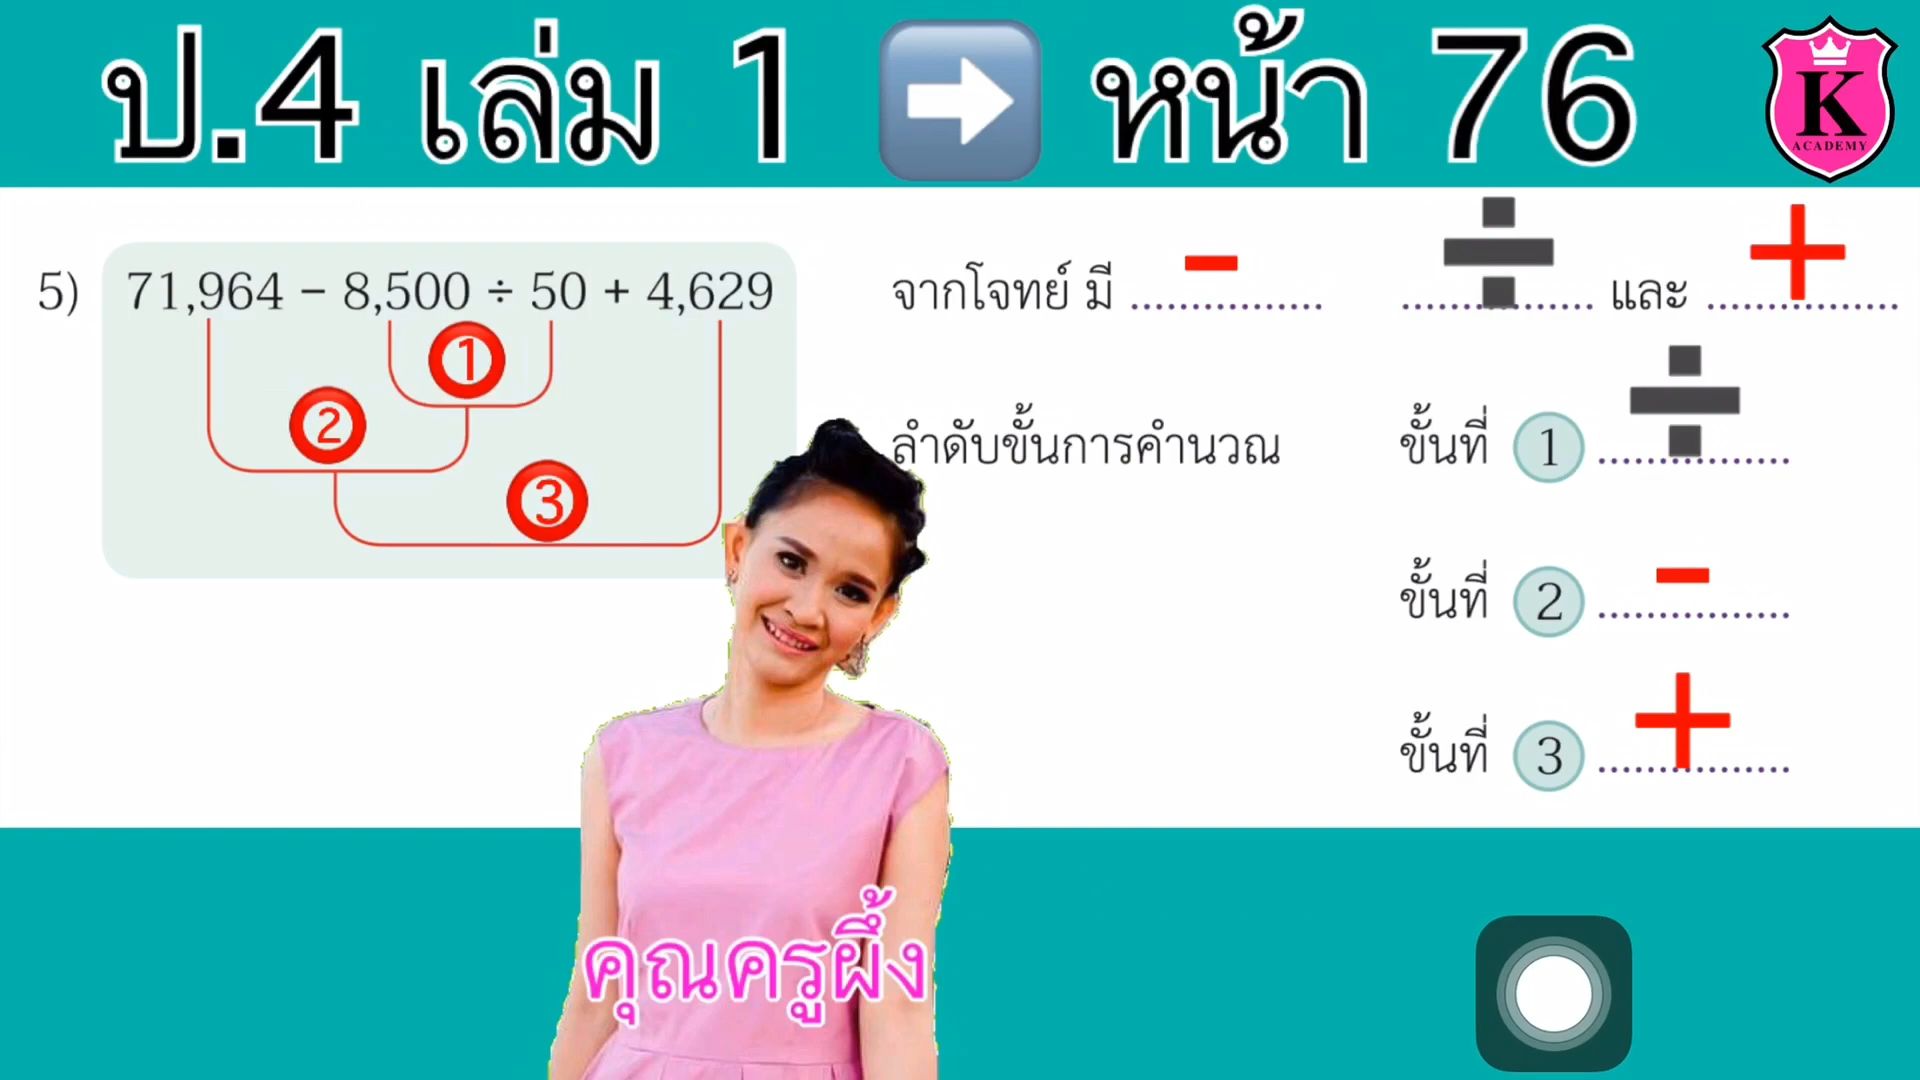 ป.4 เล่ม 1 ➡ หน้า 76
K
ACADEMY
5) 71,964 − 8,500 ÷ 50 + 4,629
1
2
3
จากโจทย์ มี - ÷ และ +
ลำดับขั้นการคำนวณ ขั้นที่ 1 ÷
ขั้นที่ 2 -
ขั้นที่ 3 +
คุณครูผึ้ง